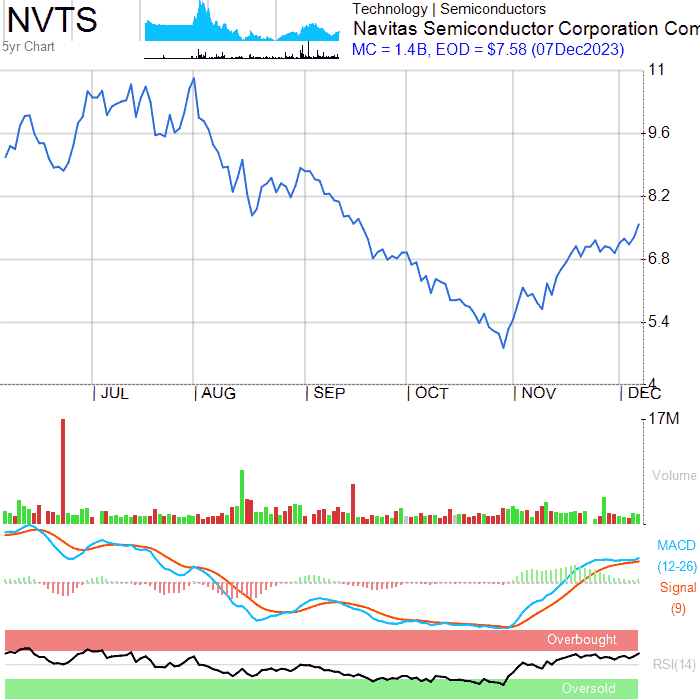 NVTS
5yr Chart
Technology | Semiconductors
Navitas Semiconductor Corporation Com
MC = 1.4B, EOD = $7.58 (07Dec2023)
11
9.6
8.2
6.8
5.4
4
JUL
AUG
SEP
OCT
NOV
DEC
17M
Volume
MACD
(12-26)
Signal
(9)
Overbought
RSI(14)
Oversold